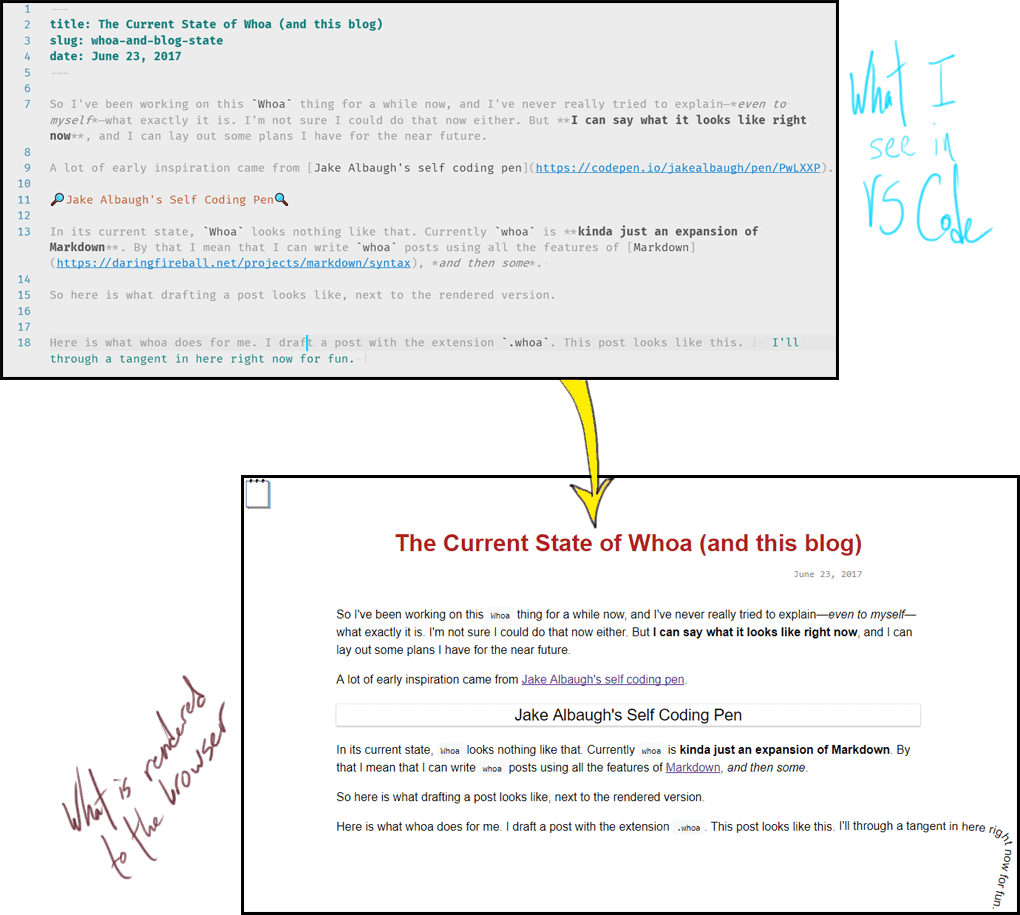 1 ---
2 title: The Current State of Whoa (and this blog)
3 slug: whoa-and-blog-state
4 date: June 23, 2017
5 ---
6
7 So I've been working on this `Whoa` thing for a while now, and I've never really tried to explain—*even to
myself*—what exactly it is. I'm not sure I could do that now either. But **I can say what it looks like right
now**, and I can lay out some plans I have for the near future.
8
9 A lot of early inspiration came from [Jake Albaugh's self coding pen](https://codepen.io/jakealbaugh/pen/PwLXXP).
10
11 🔎Jake Albaugh's Self Coding Pen🔍
12
13 In its current state, `Whoa` looks nothing like that. Currently `whoa` is **kinda just an expansion of
Markdown**. By that I mean that I can write `whoa` posts using all the features of [Markdown]
(https://daringfireball.net/projects/markdown/syntax), *and then some*.
14
15 So here is what drafting a post looks like, next to the rendered version.
16
17
18 Here is what whoa does for me. I draft a post with the extension `.whoa`. This post looks like this. |- I'll
through a tangent in here right now for fun.-|
What I
see in
VS Code
The Current State of Whoa (and this blog)
June 23, 2017
So I've been working on this Whoa thing for a while now, and I've never really tried to explain—even to myself—
what exactly it is. I'm not sure I could do that now either. But I can say what it looks like right now, and I can
lay out some plans I have for the near future.
A lot of early inspiration came from Jake Albaugh's self coding pen.
Jake Albaugh's Self Coding Pen
In its current state, Whoa looks nothing like that. Currently whoa is kinda just an expansion of Markdown. By
that I mean that I can write whoa posts using all the features of Markdown, and then some.
So here is what drafting a post looks like, next to the rendered version.
Here is what whoa does for me. I draft a post with the extension .whoa. This post looks like this. I'll through a tangent in here right now for fun.
What is rendered
to the browser